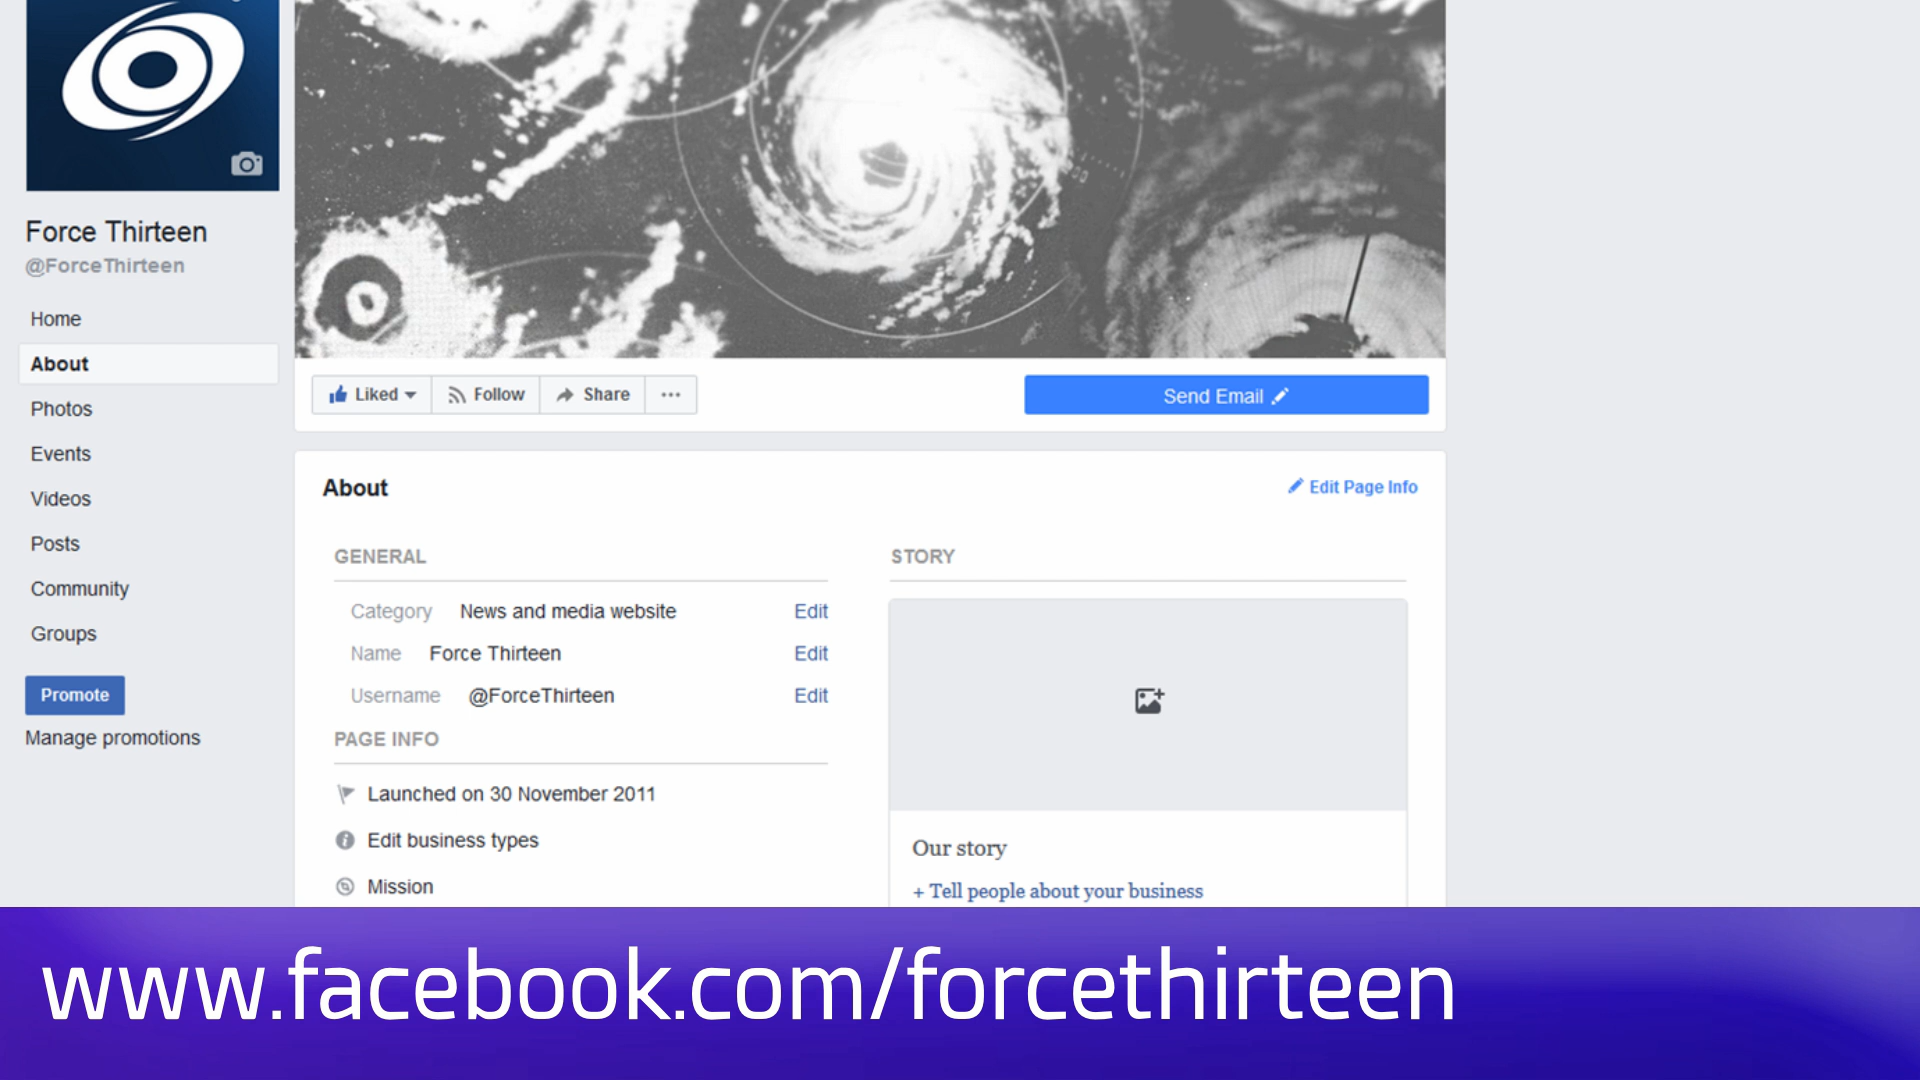 Force Thirteen
@ForceThirteen
Home
About
Photos
Events
Videos
Posts
Community
Groups
Promote
Manage promotions
Liked Follow Share ...
Send Email
About
Edit Page Info
GENERAL
Category News and media website Edit
Name Force Thirteen Edit
Username @ForceThirteen Edit
PAGE INFO
Launched on 30 November 2011
Edit business types
Mission
STORY
Our story
+ Tell people about your business
www.facebook.com/forcethirteen